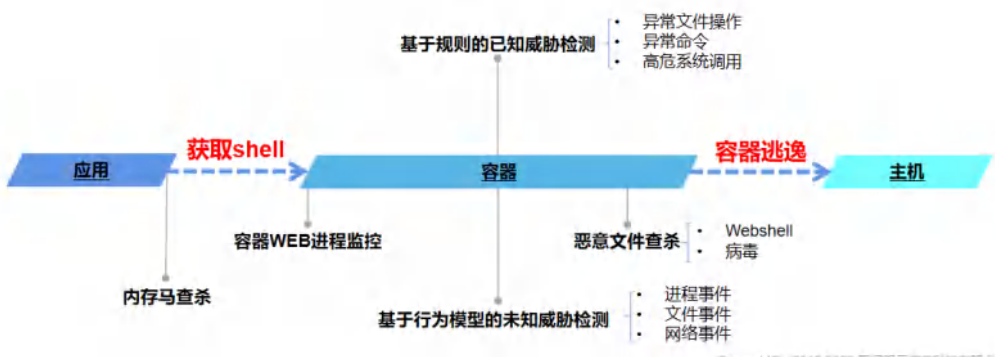 基于规则的已知威胁检测
• 异常文件操作
• 异常命令
• 高危系统调用
获取shell
容器逃逸
应用
容器
主机
容器WEB进程监控
恶意文件查杀
• Webshell
• 病毒
内存马查杀
基于行为模型的未知威胁检测
• 进程事件
• 文件事件
• 网络事件